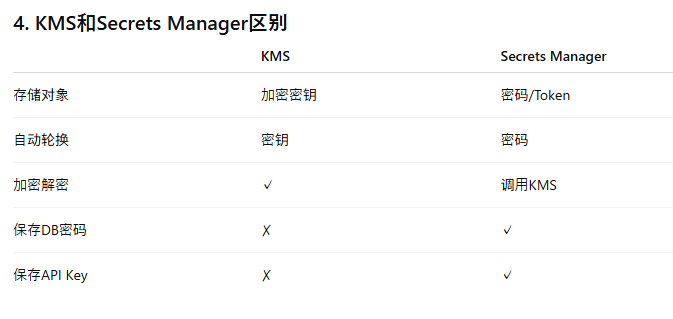 4. KMS和Secrets Manager区别
KMS Secrets Manager
存储对象 加密密钥 密码/Token
自动轮换 密钥 密码
加密解密 ✓ 调用KMS
保存DB密码 ✗ ✓
保存API Key ✗ ✓